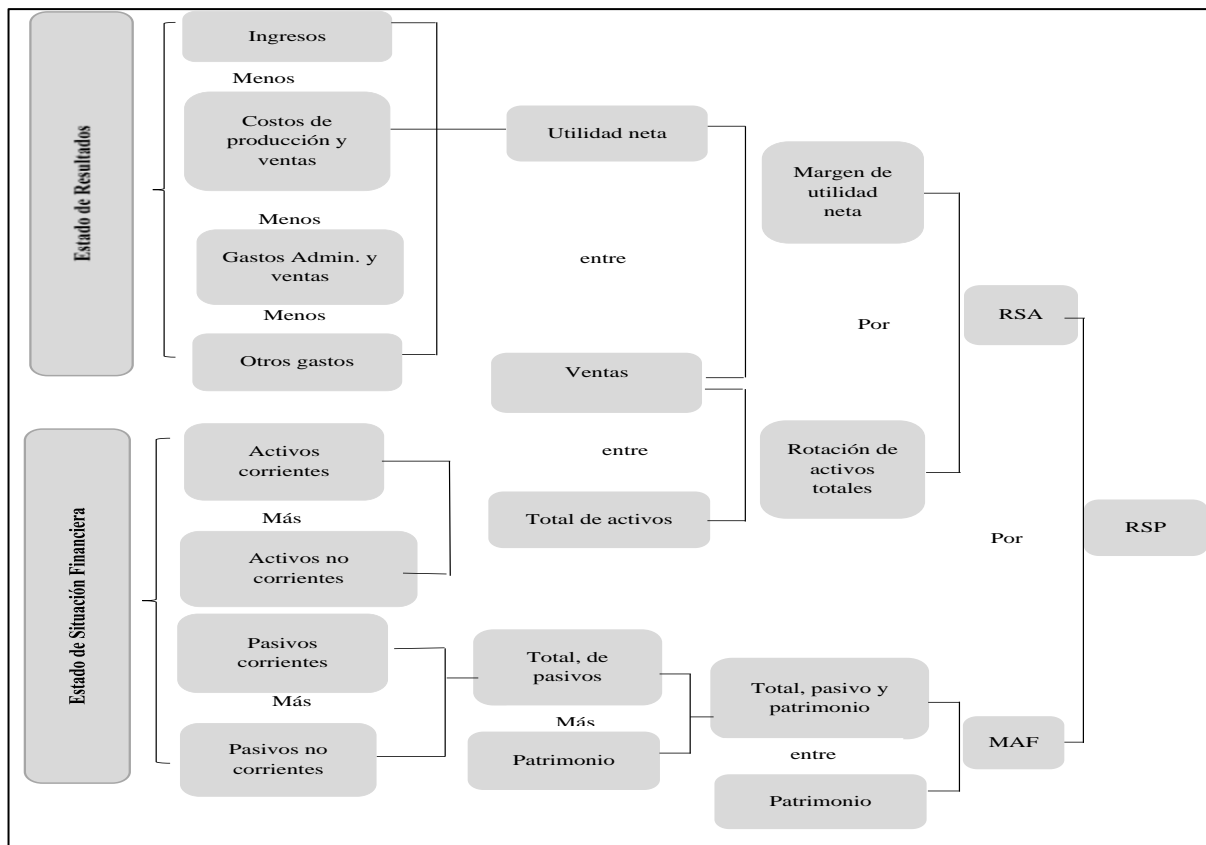 Estado de Resultados
Ingresos
Menos
Costos de
producción y
ventas
Menos
Gastos Admin. y
ventas
Menos
Otros gastos
Utilidad neta
entre
Ventas
entre
Total de activos
Margen de
utilidad
neta
Por
Rotación de
activos
totales
RSA
Por
RSP
Estado de Situación Financiera
Activos
corrientes
Más
Activos no
corrientes
Pasivos
corrientes
Más
Pasivos no
corrientes
Total, de
pasivos
Más
Patrimonio
Total, pasivo y
patrimonio
entre
Patrimonio
MAF